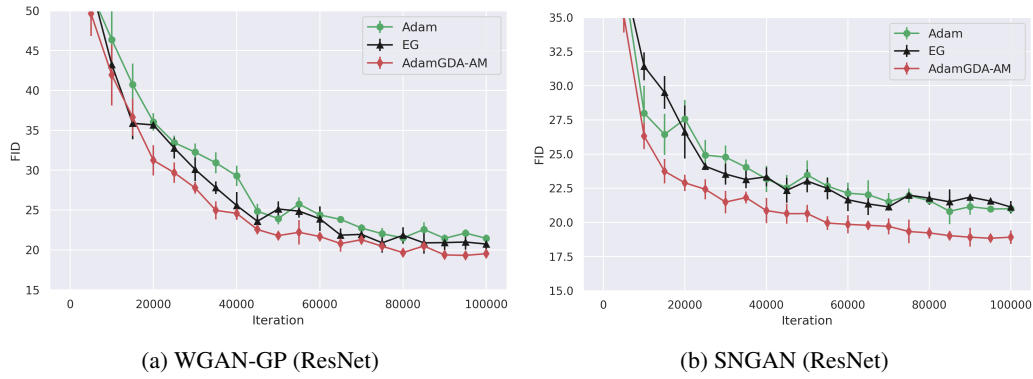 50
45
40
35
30
25
20
15
FID
0 20000 40000 60000 80000 100000
Iteration
Adam
EG
AdamGDA-AM
(a) WGAN-GP (ResNet)
35.0
32.5
30.0
27.5
25.0
22.5
20.0
17.5
15.0
FID
0 20000 40000 60000 80000 100000
Iteration
Adam
EG
AdamGDA-AM
(b) SNGAN (ResNet)